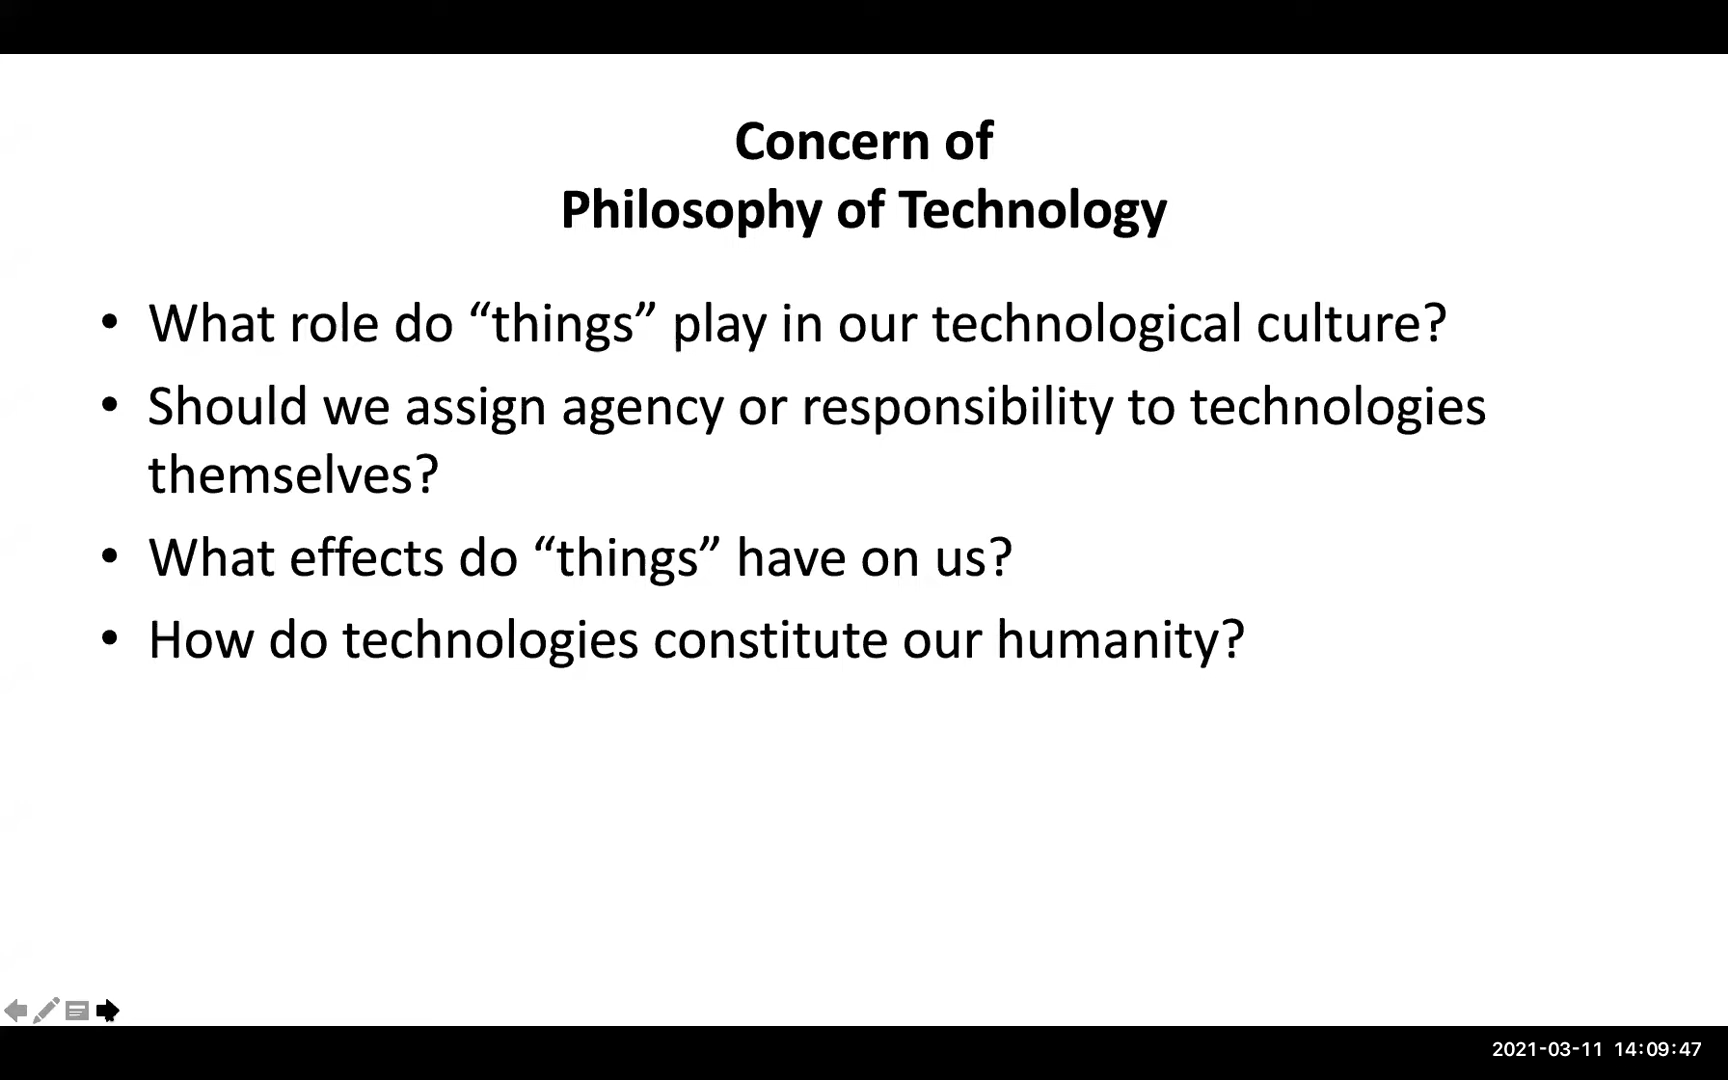 Concern of
Philosophy of Technology
• What role do “things” play in our technological culture?
• Should we assign agency or responsibility to technologies
themselves?
• What effects do “things” have on us?
• How do technologies constitute our humanity?
2021-03-11 14:09:47